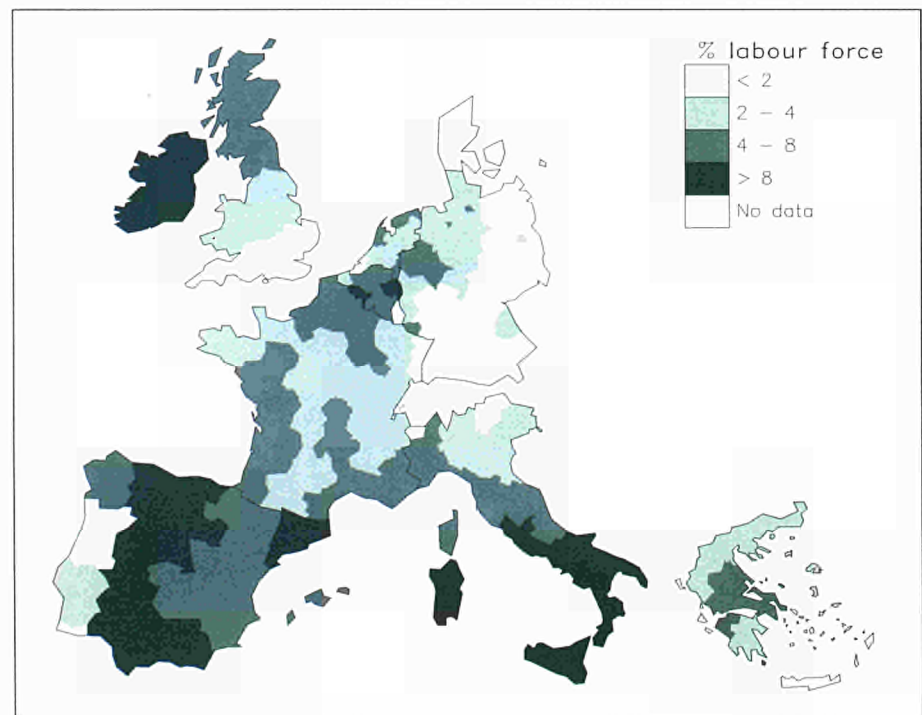 % labour force
< 2
2 – 4
4 – 8
> 8
No data